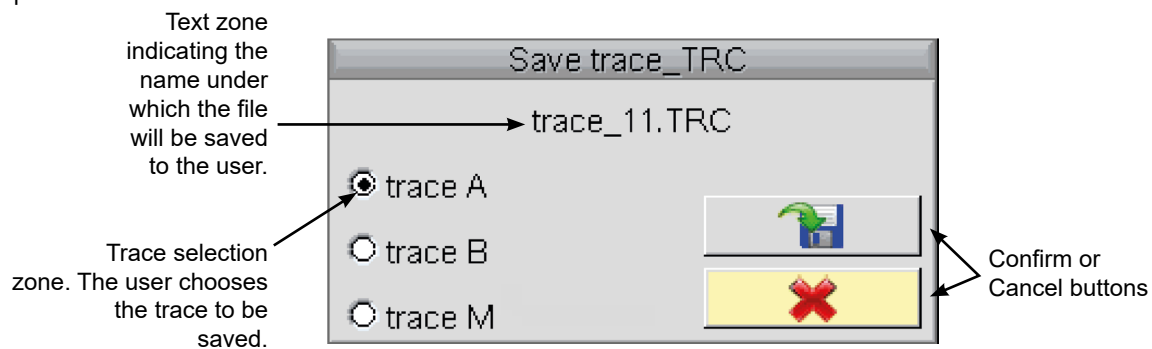 Text zone
indicating the
name under
which the file
will be saved
to the user.
Save trace_TRC
trace_11.TRC
trace A
trace B
trace M
Trace selection
zone. The user chooses
the trace to be
saved.
Confirm or
Cancel buttons